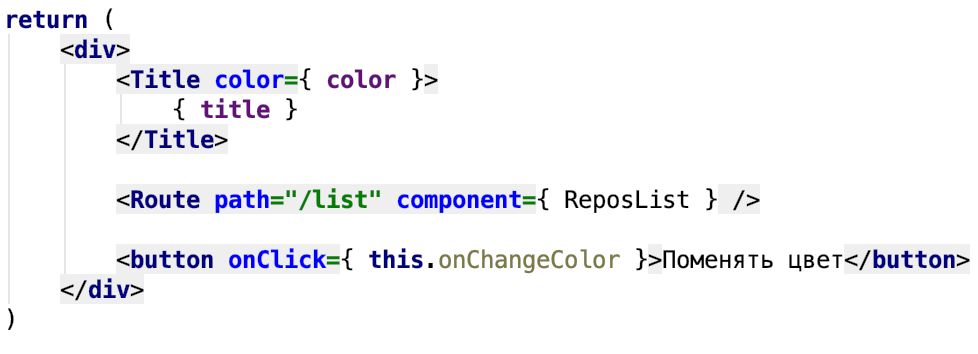 return (
<div>
<Title color={ color }>
{ title }
</Title>
<Route path="/list" component={ ReposList } />
<button onClick={ this.onChangeColor }>Поменять цвет</button>
</div>
)